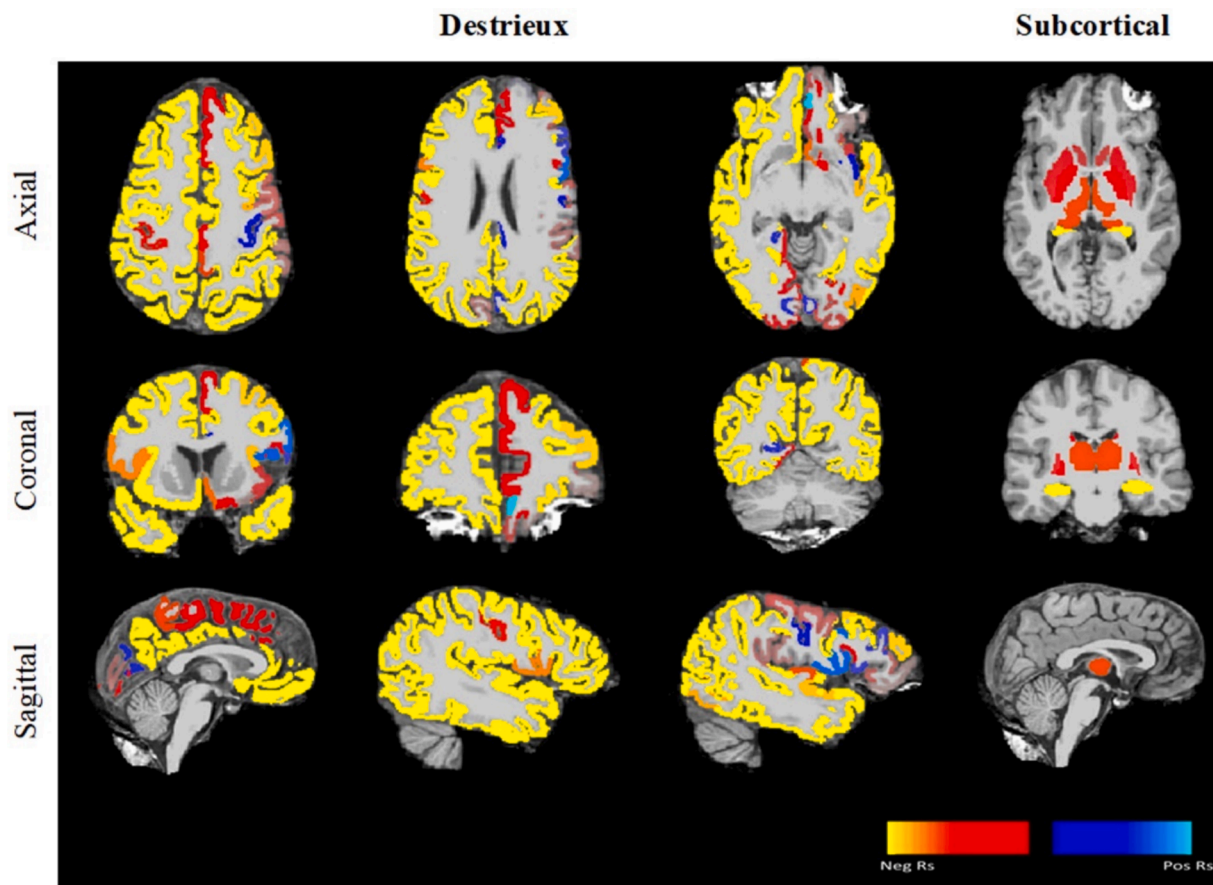 Destrieux
Subcortical
Axial
Coronal
Sagittal
Neg Rs
Pos Rs